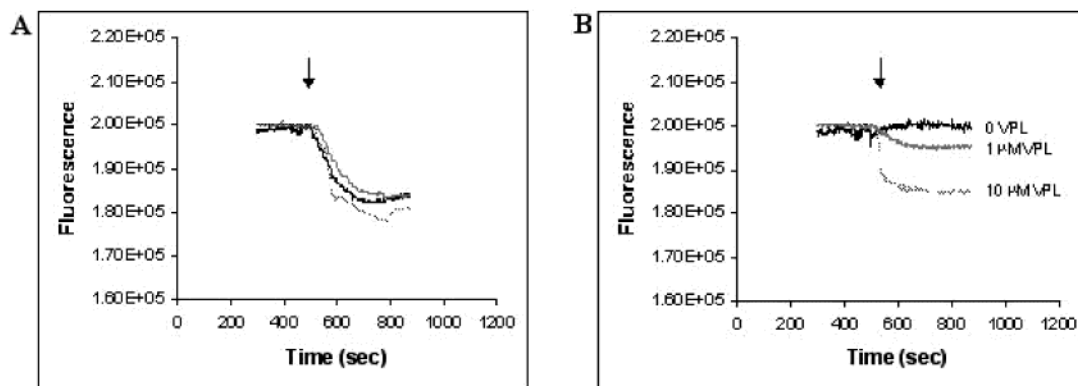 A
2.20E+05
2.10E+05
2.00E+05
1.90E+05
1.80E+05
1.70E+05
1.60E+05
Fluorescence
0 200 400 600 800 1000 1200
Time (sec)
B
2.20E+05
2.10E+05
2.00E+05
1.90E+05
1.80E+05
1.70E+05
1.60E+05
Fluorescence
0 VPL
1 µM VPL
10 µM VPL
0 200 400 600 800 1000 1200
Time (sec)